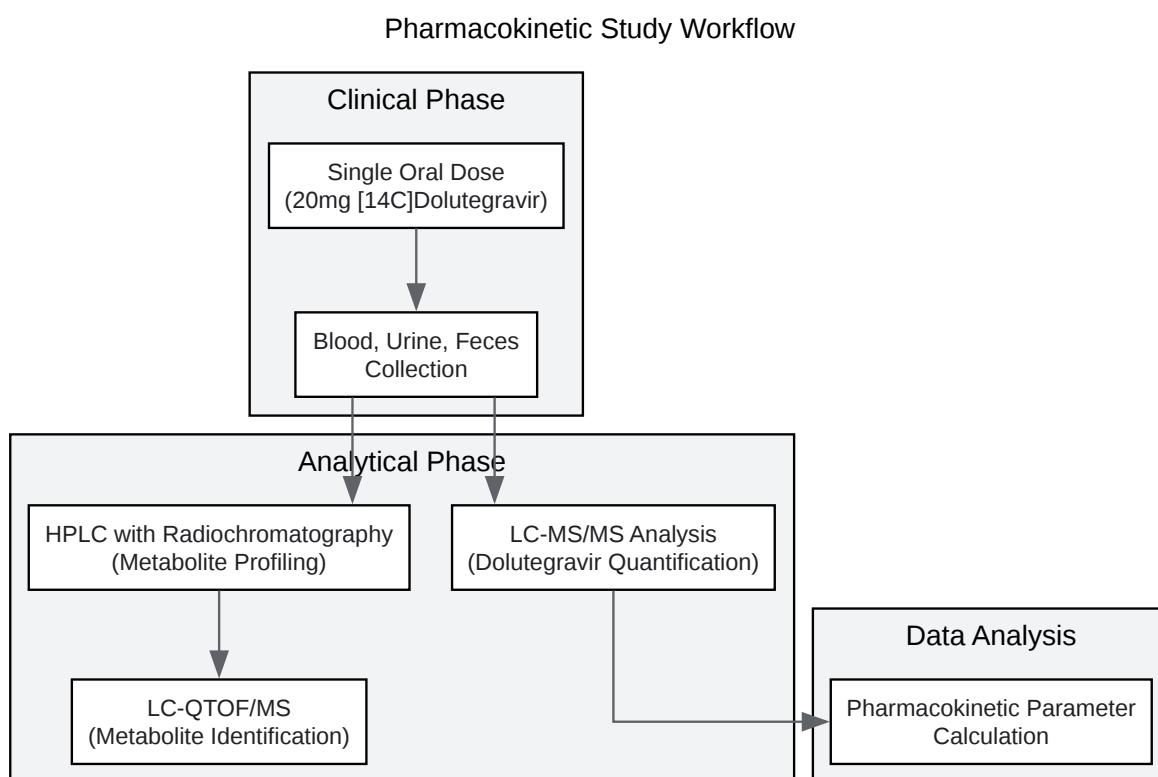 Pharmacokinetic Study Workflow
Clinical Phase
Single Oral Dose
(20mg [14C]Dolutegravir)
Blood, Urine, Feces
Collection
Analytical Phase
HPLC with Radiochromatography
(Metabolite Profiling)
LC-MS/MS Analysis
(Dolutegravir Quantification)
LC-QTOF/MS
(Metabolite Identification)
Data Analysis
Pharmacokinetic Parameter
Calculation